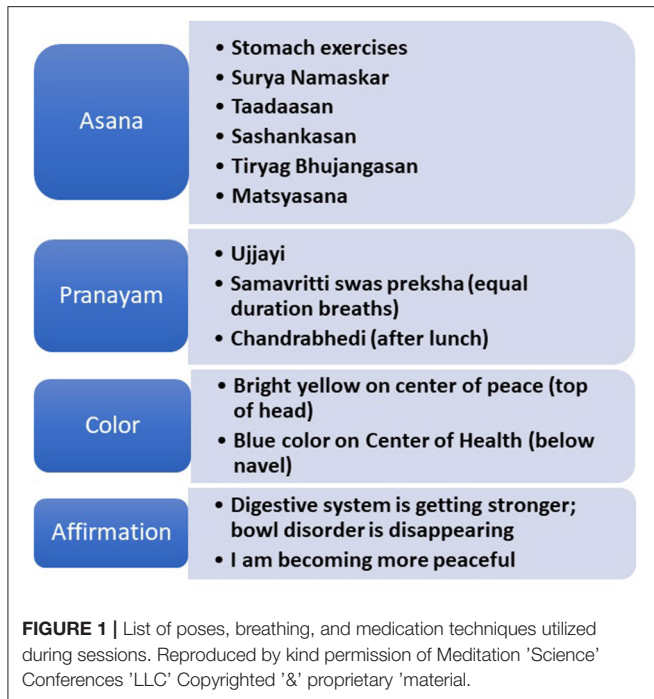 Asana
• Stomach exercises
• Surya Namaskar
• Taadaasan
• Sashankasan
• Tiryag Bhujangasan
• Matsyasana
Pranayam
• Ujjayi
• Samavritti swas preksha (equal
duration breaths)
• Chandrabhedi (after lunch)
Color
• Bright yellow on center of peace (top
of head)
• Blue color on Center of Health (below
navel)
Affirmation
• Digestive system is getting stronger;
bowl disorder is disappearing
• I am becoming more peaceful
FIGURE 1 | List of poses, breathing, and medication techniques utilized
during sessions. Reproduced by kind permission of Meditation ’Science’
Conferences ’LLC’ Copyrighted ’&’ proprietary ’material.